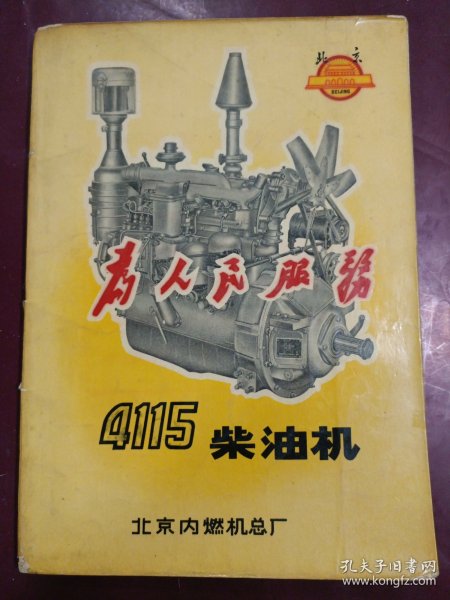 北京
BEIJING
为人民服务
4115 柴油机
北京内燃机总厂
孔夫子旧书网
www.kongfz.com